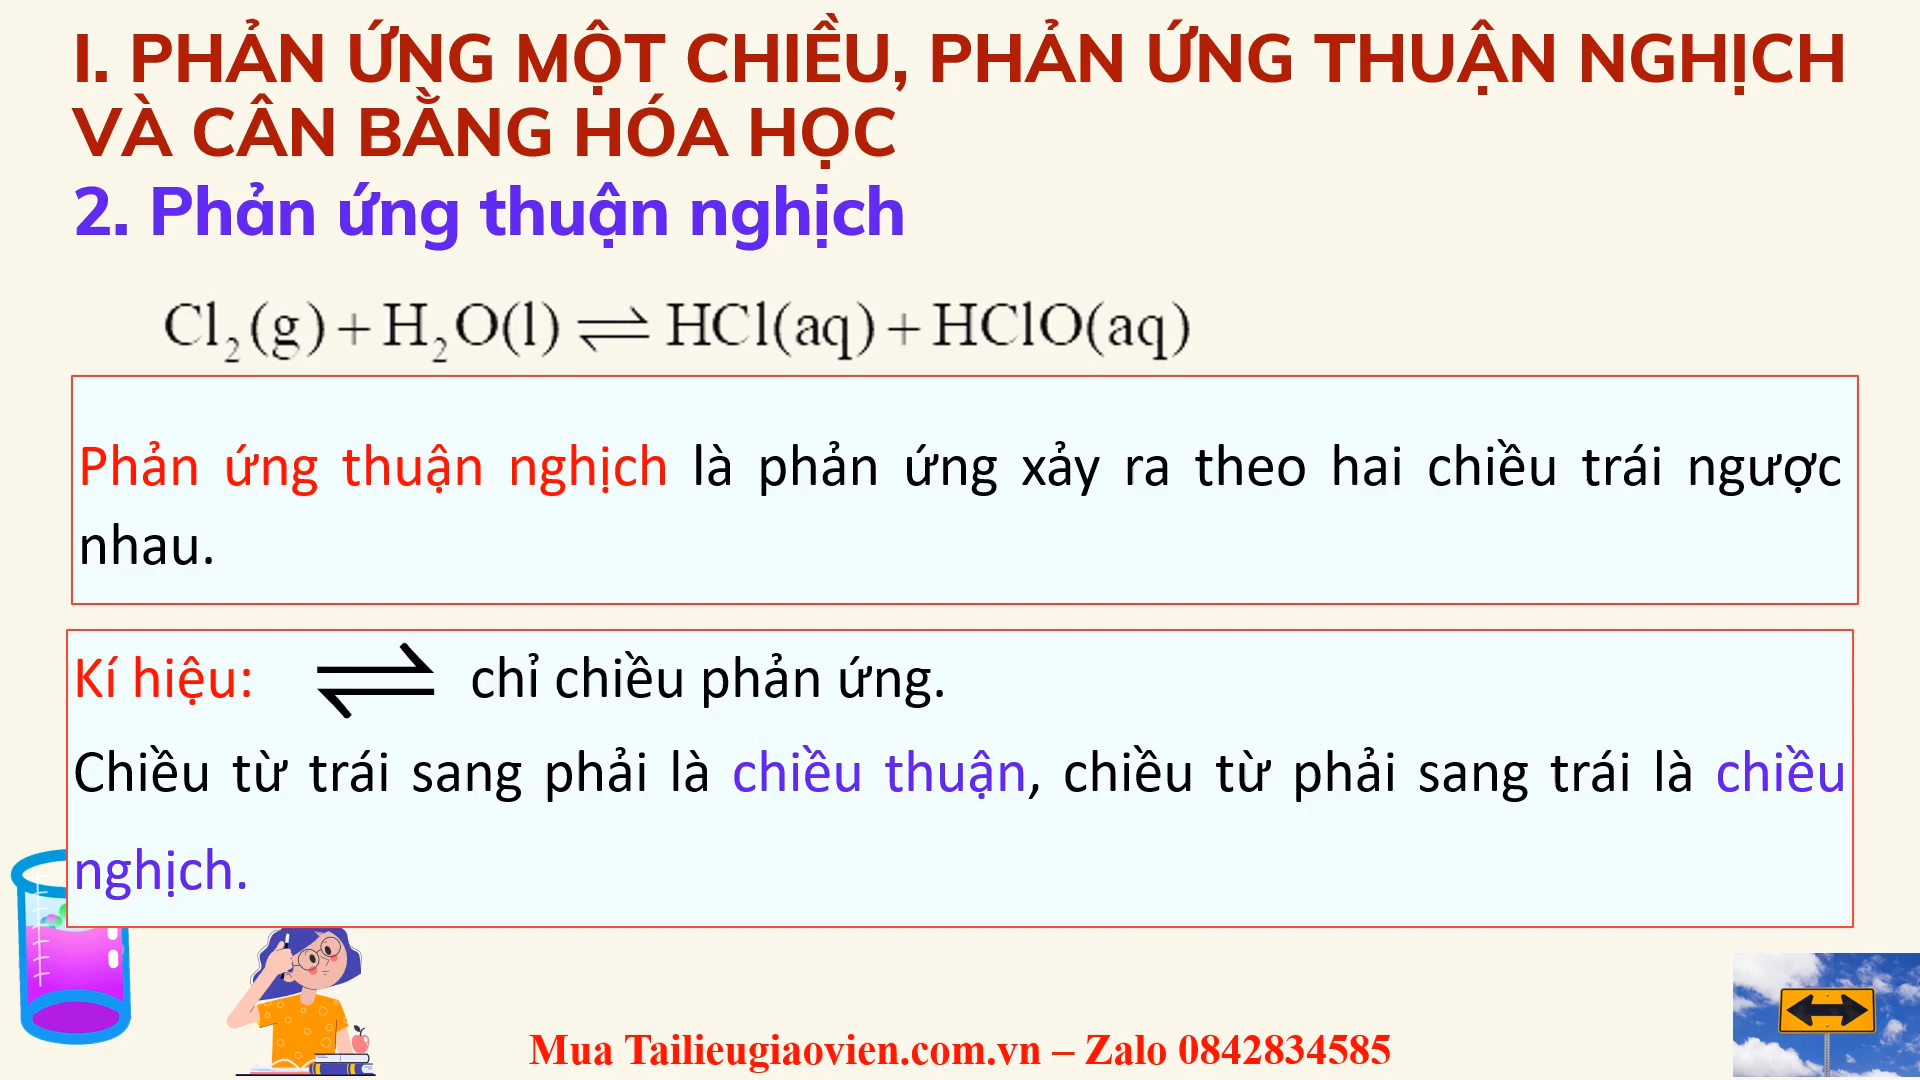 I. PHẢN ỨNG MỘT CHIỀU, PHẢN ỨNG THUẬN NGHỊCH
VÀ CÂN BẰNG HÓA HỌC
2. Phản ứng thuận nghịch
Cl₂(g)+H₂O(l)⇌HCl(aq)+HClO(aq)
Phản ứng thuận nghịch là phản ứng xảy ra theo hai chiều trái ngược
nhau.
Kí hiệu: ⇌ chỉ chiều phản ứng.
Chiều từ trái sang phải là chiều thuận, chiều từ phải sang trái là chiều
nghịch.
Mua Tailieugiaovien.com.vn – Zalo 0842834585